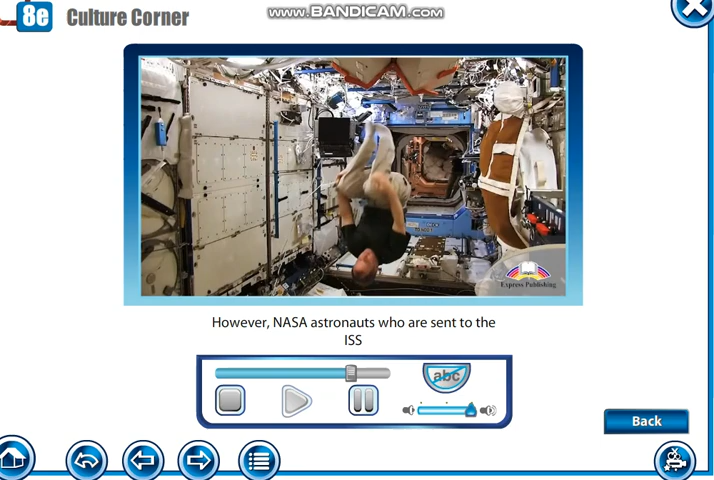 www.BANDICAM.com
8e Culture Corner
Express Publishing
However, NASA astronauts who are sent to the
ISS
abc
Back